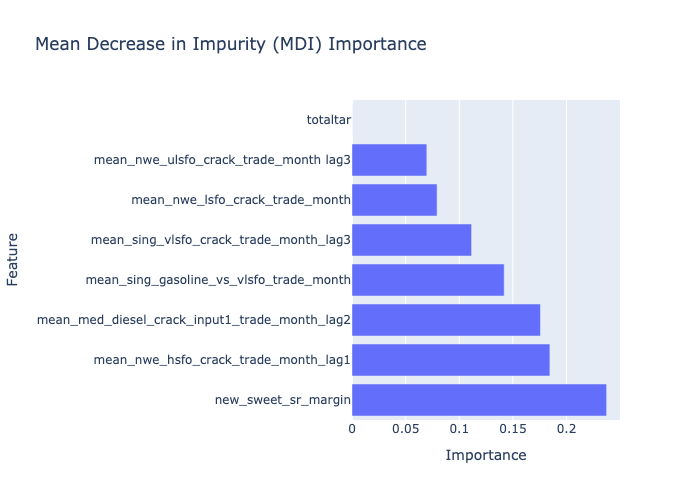 Mean Decrease in Impurity (MDI) Importance
totaltar
mean_nwe_ulsfo_crack_trade_month lag3
mean_nwe_lsfo_crack_trade_month
mean_sing_vlsfo_crack_trade_month_lag3
mean_sing_gasoline_vs_vlsfo_trade_month
mean_med_diesel_crack_input1_trade_month_lag2
mean_nwe_hsfo_crack_trade_month_lag1
new_sweet_sr_margin
Feature
0 0.05 0.1 0.15 0.2
Importance